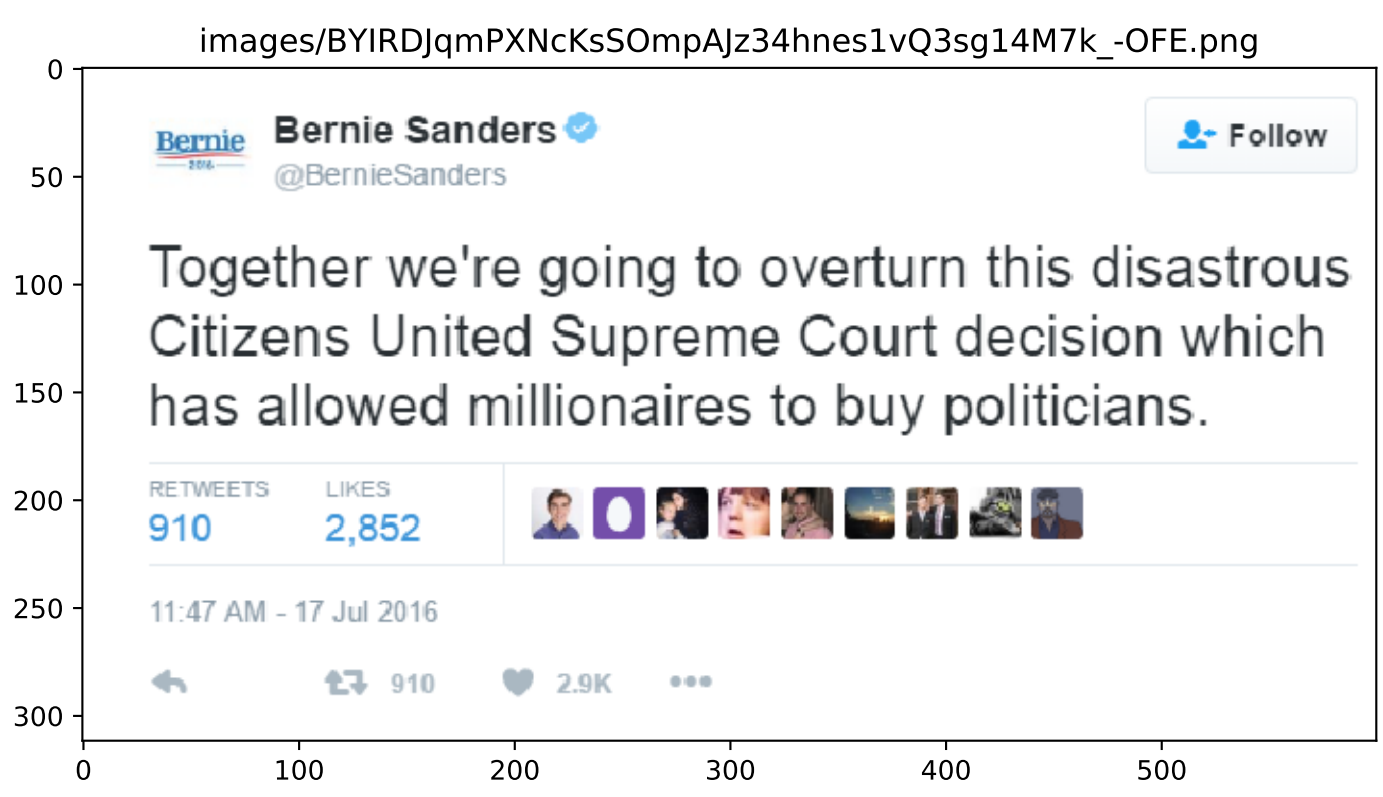 images/BYIRDJqmPXNcKsSOmpAJz34hnes1vQ3sg14M7k_-OFE.png
0
50
100
150
200
250
300
Bernie
2016
Bernie Sanders
@BernieSanders
Follow
Together we're going to overturn this disastrous
Citizens United Supreme Court decision which
has allowed millionaires to buy politicians.
RETWEETS LIKES
910 2,852
11:47 AM - 17 Jul 2016
910 2.9K
0 100 200 300 400 500